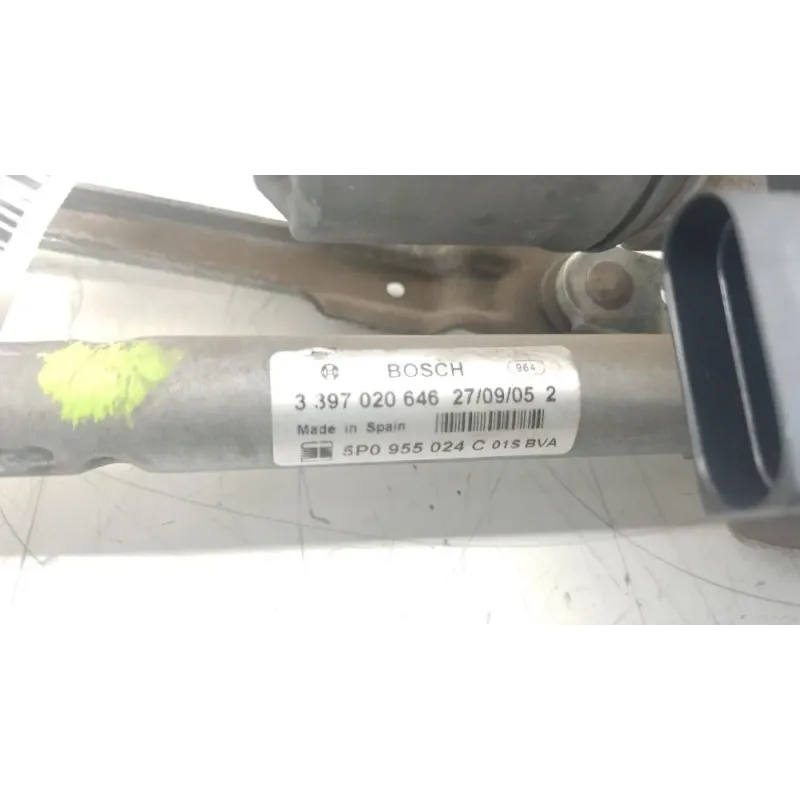 BOSCH 964
3 397 020 646 27/09/05 2
Made in Spain
5P0 955 024 C 01S BVA